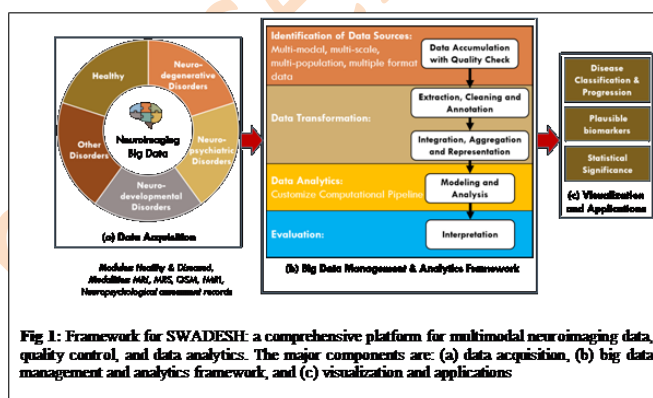 Healthy
Neuro-
degenerative
Disorders
Neuro-
psychiatric
Disorders
Neuro-
developmental
Disorders
Other
Disorders
Neuroimaging
Big Data
(a) Data Acquisition
Modules: Healthy & Diseased,
Modalities: MRI, MRS, QSM, fMRI,
Neuropsychological assessment records
Identification of Data Sources:
Multi-modal, multi-scale,
multi-population, multiple format
data
Data Accumulation
with Quality Check
Data Transformation:
Extraction, Cleaning and
Annotation
Integration, Aggregation
and Representation
Data Analytics:
Customize Computational Pipeline
Modeling and
Analysis
Evaluation:
Interpretation
(b) Big Data Management & Analytics Framework
Disease
Classification &
Progression
Plausible
biomarkers
Statistical
Significance
(c) Visualization
and Applications
Fig 1: Framework for SWADESH: a comprehensive platform for multimodal neuroimaging data,
quality control, and data analytics. The major components are: (a) data acquisition, (b) big data
management and analytics framework, and (c) visualization and applications